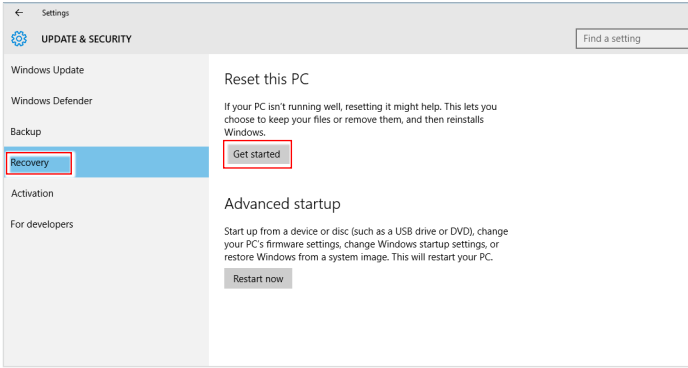 Settings
UPDATE & SECURITY
Find a setting
Windows Update
Windows Defender
Backup
Recovery
Activation
For developers
Reset this PC
If your PC isn't running well, resetting it might help. This lets you
choose to keep your files or remove them, and then reinstalls
Windows.
Get started
Advanced startup
Start up from a device or disc (such as a USB drive or DVD), change
your PC's firmware settings, change Windows startup settings, or
restore Windows from a system image. This will restart your PC.
Restart now